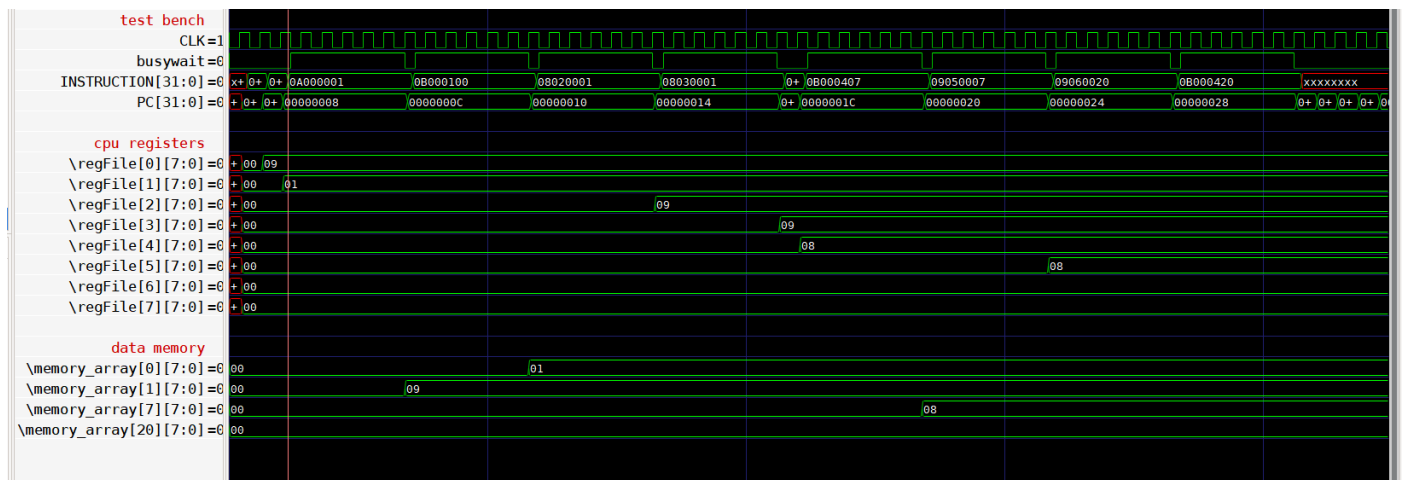 test bench
CLK=1
busywait=0
INSTRUCTION[31:0]=0 x+ 0+ 0+ 0A000001 0B000100 08020001 08030001 0+ 0B000407 09050007 09060020 0B000420 xxxxxxxx
PC[31:0]=0 + 0+ 0+ 00000008 0000000C 00000010 00000014 0+ 0000001C 00000020 00000024 00000028 0+ 0+ 0+ 0+ 00
cpu registers
\regFile[0][7:0]=0 + 00 09
\regFile[1][7:0]=0 + 00 01
\regFile[2][7:0]=0 + 00 09
\regFile[3][7:0]=0 + 00 09
\regFile[4][7:0]=0 + 00 08
\regFile[5][7:0]=0 + 00 08
\regFile[6][7:0]=0 + 00
\regFile[7][7:0]=0 + 00
data memory
\memory_array[0][7:0]=0 00 01
\memory_array[1][7:0]=0 00 09
\memory_array[7][7:0]=0 00 08
\memory_array[20][7:0]=0 00